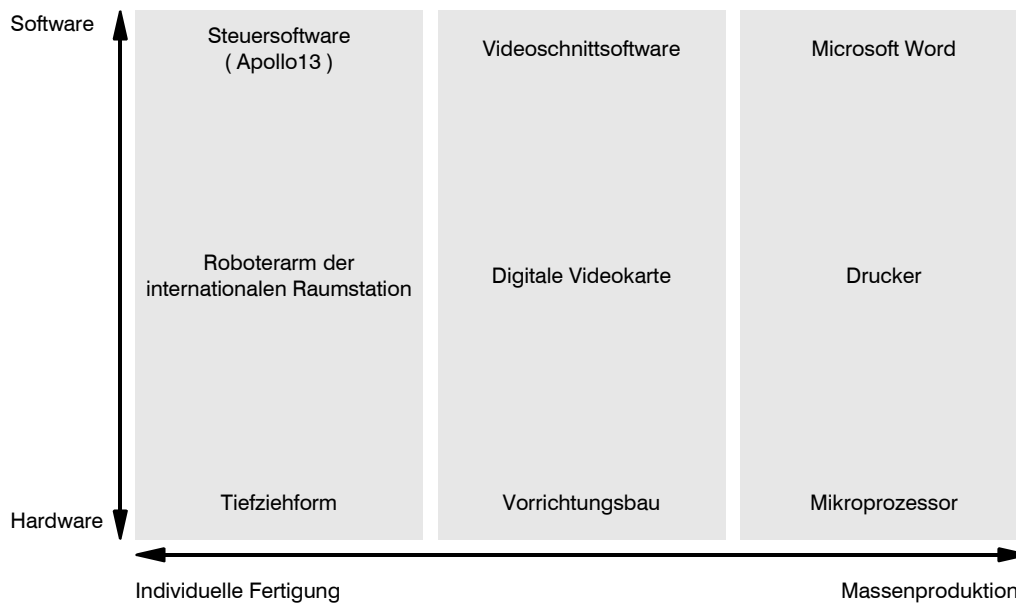 Software
Steuersoftware
( Apollo13 )
Videoschnittsoftware
Microsoft Word
Roboterarm der
internationalen Raumstation
Digitale Videokarte
Drucker
Tiefziehform
Vorrichtungsbau
Mikroprozessor
Hardware
Individuelle Fertigung
Massenproduktion